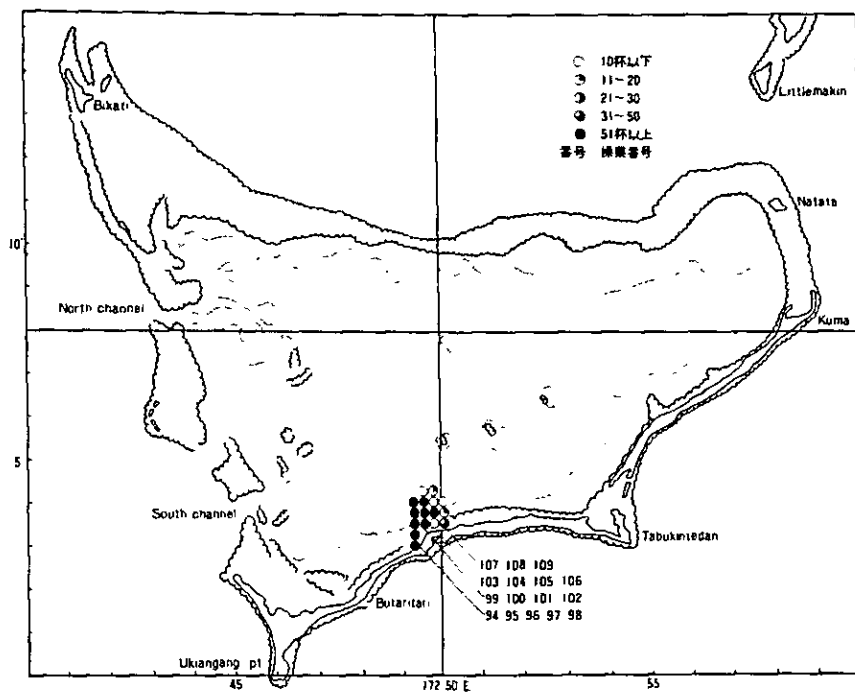 10杯以下
11~20
21~30
31~50
51杯以上
番号 操業番号
Bikati
Littlemakin
Natata
10
North channel
Kuma
5
South channel
Tabukintedan
107 108 109
103 104 105 106
99 100 101 102
94 95 96 97 98
Butaritari
Ukiangang pt
45
172 50 E
55